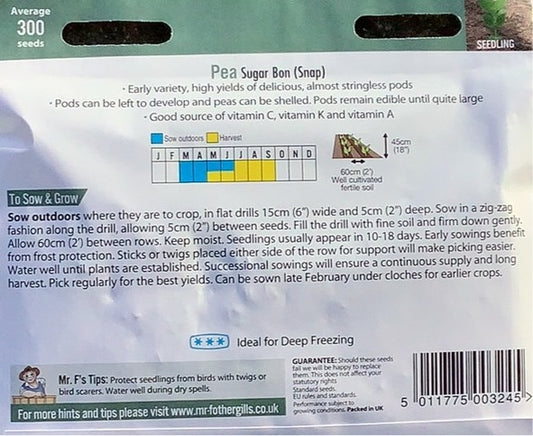 Average
300
seeds
SEEDLING
Pea Sugar Bon (Snap)
· Early variety, high yields of delicious, almost stringless pods
· Pods can be left to develop and peas can be shelled. Pods remain edible until quite large
· Good source of vitamin C, vitamin K and vitamin A
Sow outdoors Harvest
J F M A M J J A S O N D
45cm
(18")
60cm (2')
Well cultivated
fertile soil
To Sow & Grow
Sow outdoors where they are to crop, in flat drills 15cm (6") wide and 5cm (2") deep. Sow in a zig-zag
fashion along the drill, allowing 5cm (2") between seeds. Fill the drill with fine soil and firm down gently.
Allow 60cm (2') between rows. Keep moist. Seedlings usually appear in 10-18 days. Early sowings benefit
from frost protection. Sticks or twigs placed either side of the row for support will make picking easier.
Water well until plants are established. Successional sowings will ensure a continuous supply and long
harvest. Pick regularly for the best yields. Can be sown late February under cloches for earlier crops.
Ideal for Deep Freezing
Mr. F's Tips: Protect seedlings from birds with twigs or
bird scarers. Water well during dry spells.
For more hints and tips please visit www.mr-fothergills.co.uk
GUARANTEE: Should these seeds
fail we will be happy to replace
them. This does not affect your
statutory rights
Standard seeds.
EU rules and standards.
Performance subject to
growing conditions. Packed in UK
5 011775 003245 >